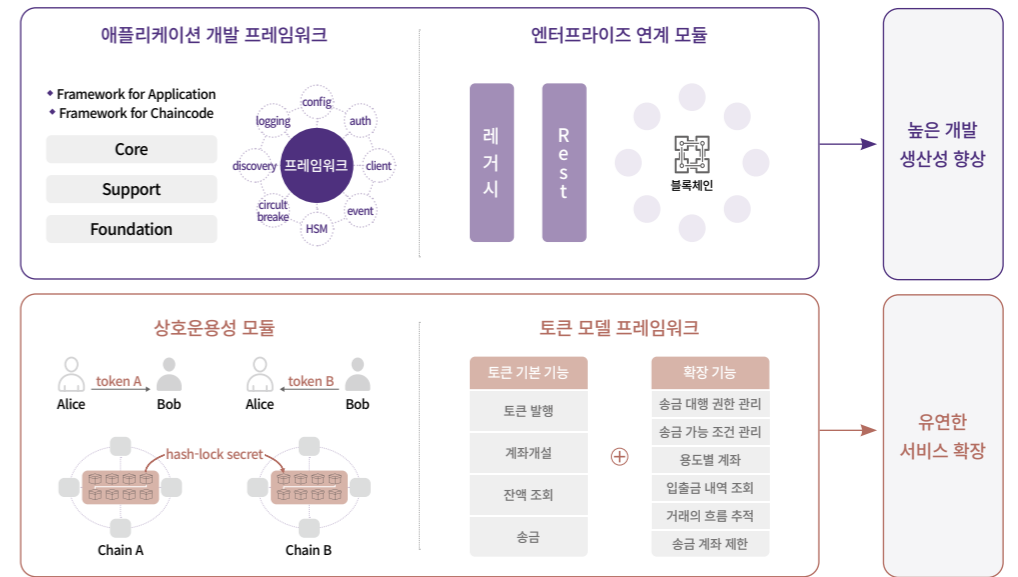 애플리케이션 개발 프레임워크
◆ Framework for Application
◆ Framework for Chaincode
Core
Support
Foundation
config
logging
auth
discovery
프레임워크
client
circult
breake
event
HSM
엔터프라이즈 연계 모듈
레거시
Rest
블록체인
높은 개발
생산성 향상
상호운용성 모듈
token A
Alice
Bob
token B
Alice
Bob
hash-lock secret
Chain A
Chain B
토큰 모델 프레임워크
토큰 기본 기능
토큰 발행
계좌개설
잔액 조회
송금
확장 기능
송금 대행 권한 관리
송금 가능 조건 관리
용도별 계좌
입출금 내역 조회
거래의 흐름 추적
송금 계좌 제한
유연한
서비스 확장